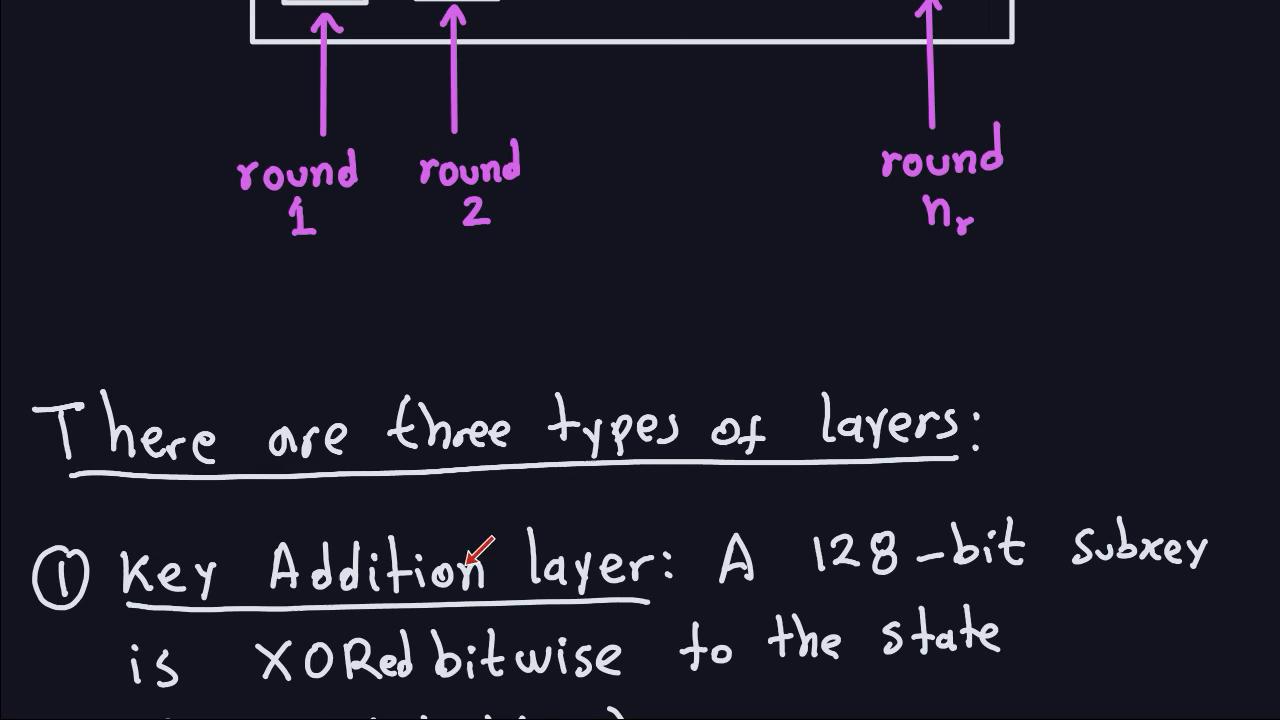 round round round
1 2 nr
There are three types of layers:
① Key Addition layer: A 128-bit subkey
is XORed bitwise to the state